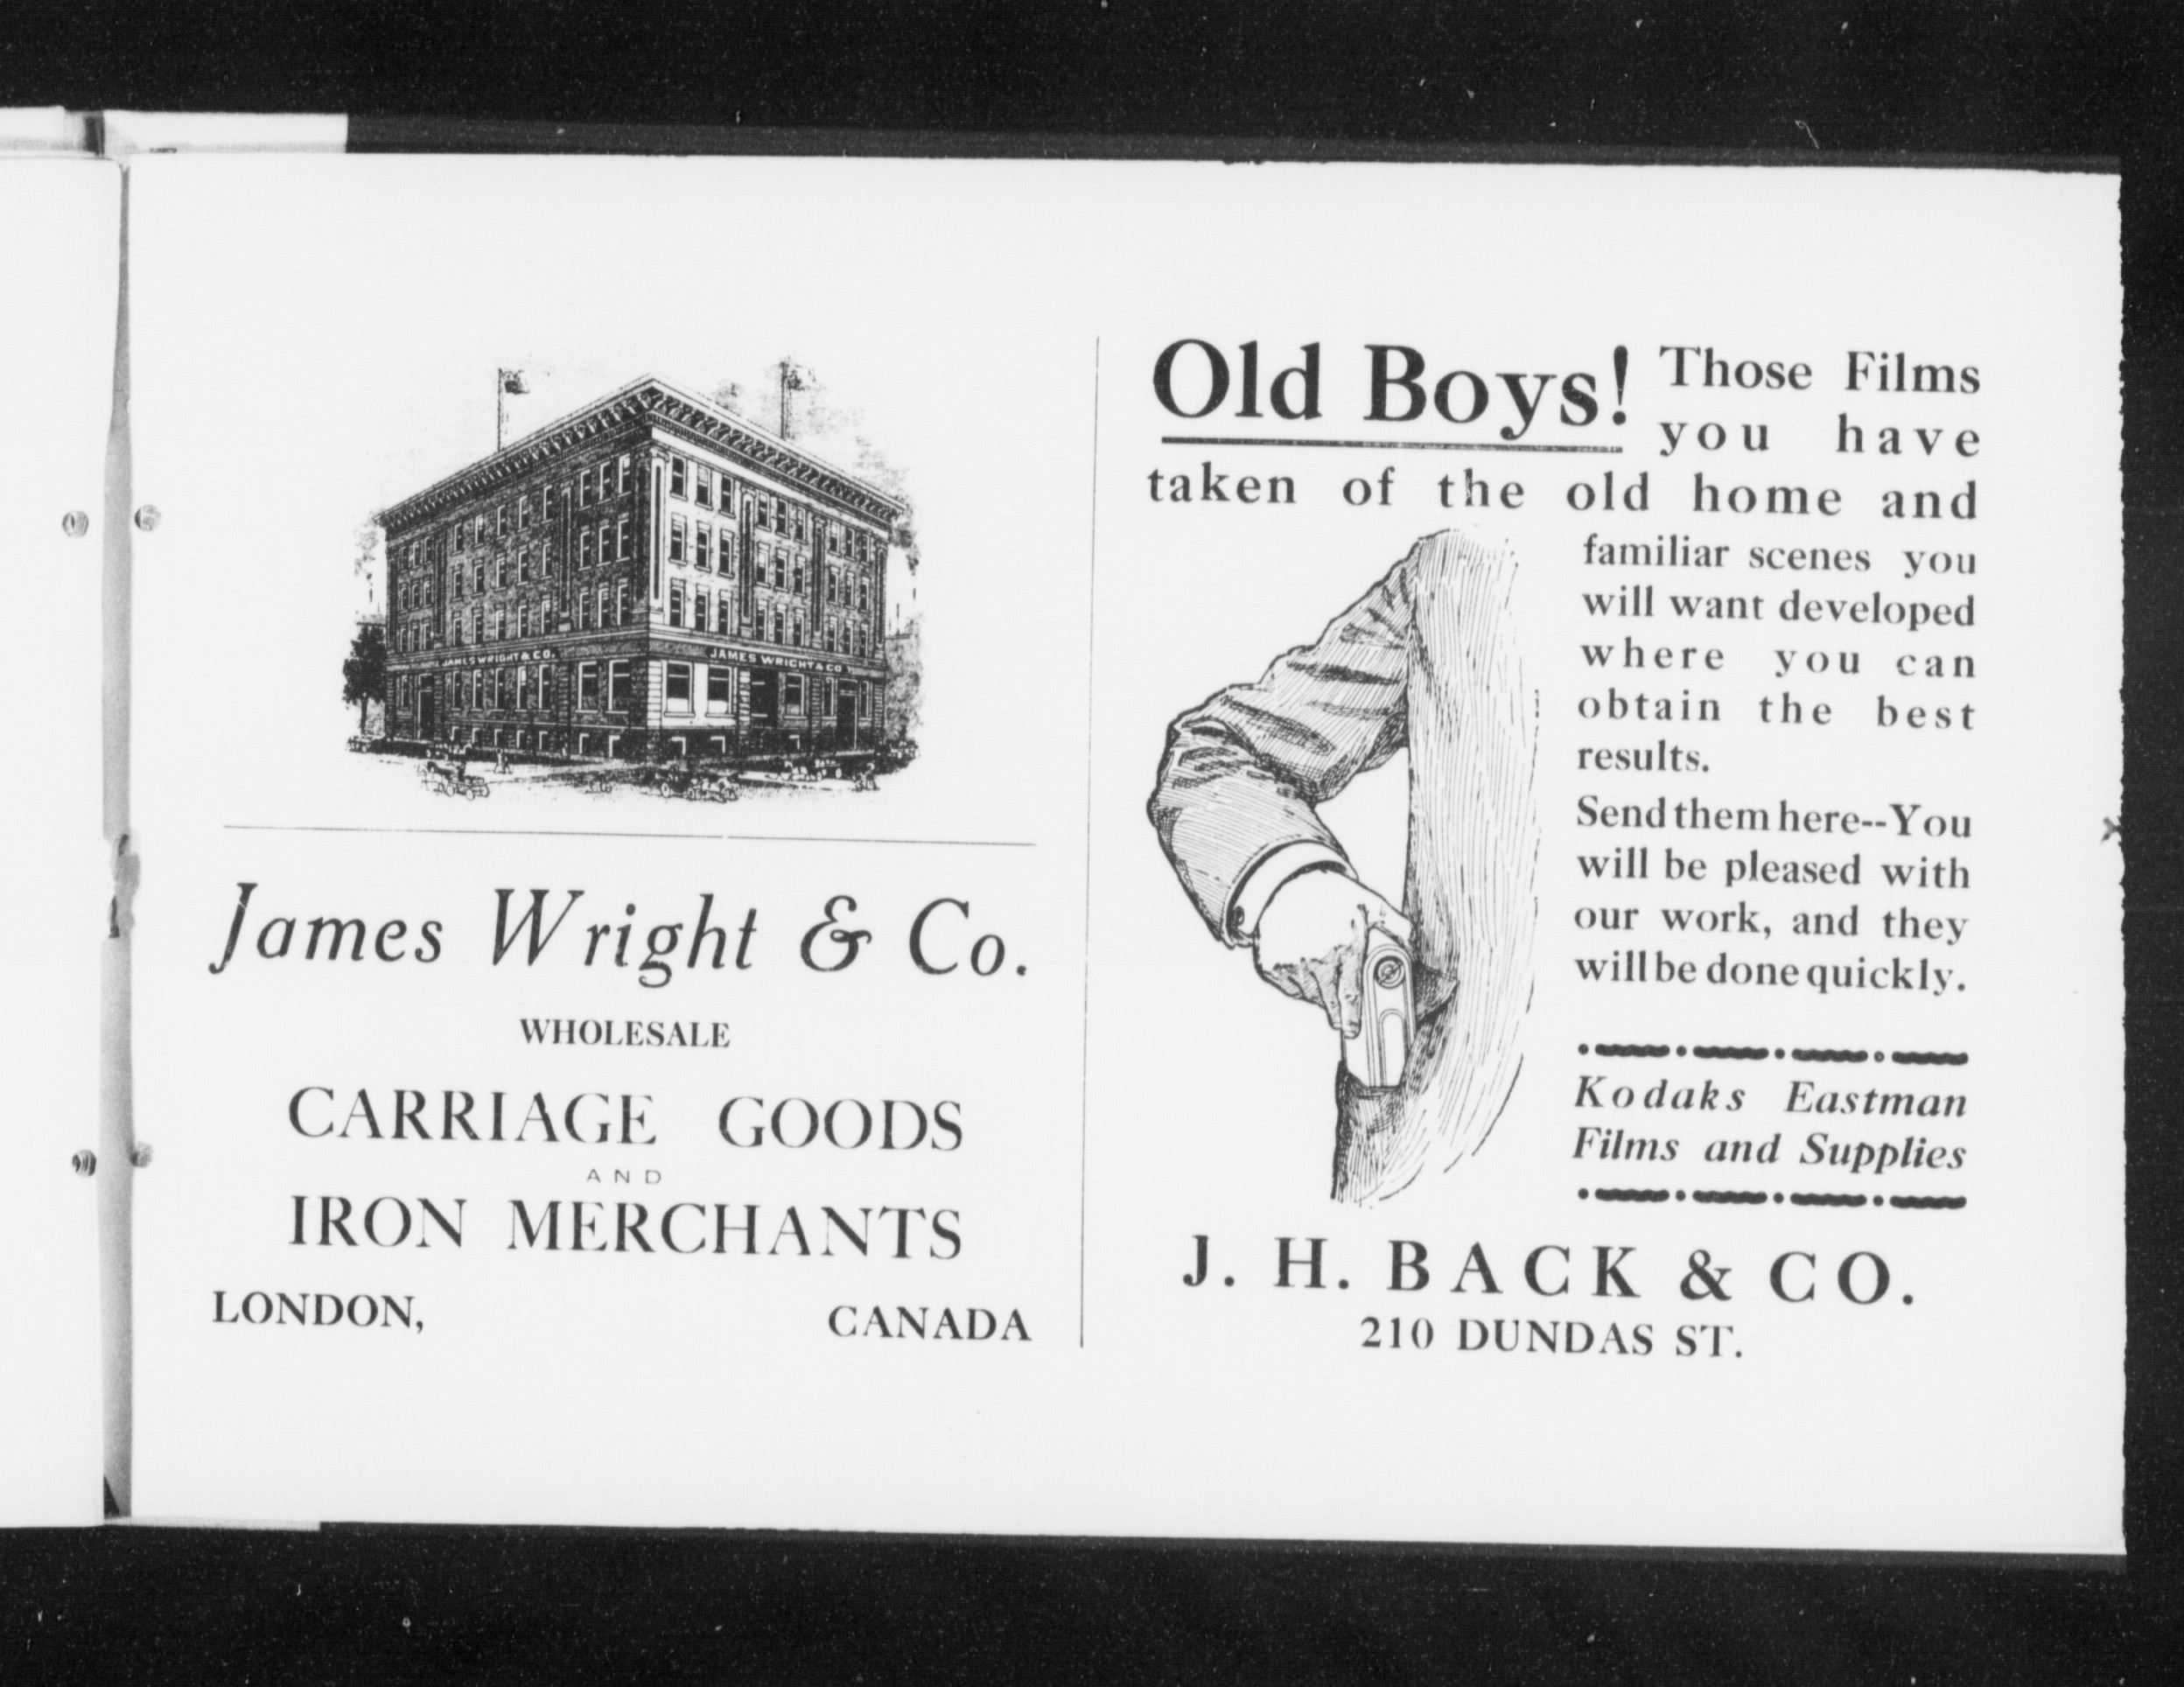 JAMES WRIGHT & CO.
JAMES WRIGHT & CO
James Wright & Co.
WHOLESALE
CARRIAGE GOODS
AND
IRON MERCHANTS
LONDON, CANADA
Old Boys! Those Films
you have
taken of the old home and
familiar scenes you
will want developed
where you can
obtain the best
results.
Send them here--You
will be pleased with
our work, and they
will be done quickly.
Kodaks Eastman
Films and Supplies
J. H. BACK & CO.
210 DUNDAS ST.